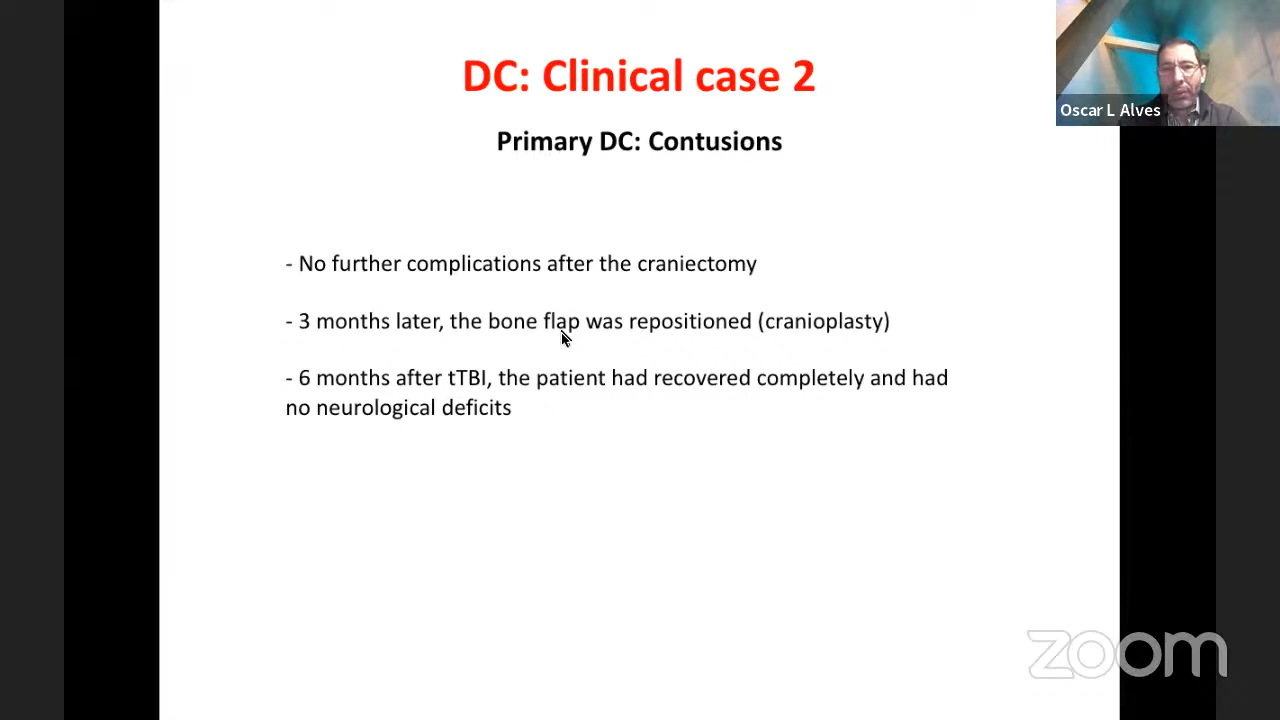 DC: Clinical case 2
Oscar L Alves
Primary DC: Contusions
- No further complications after the craniectomy
- 3 months later, the bone flap was repositioned (cranioplasty)
- 6 months after tTBI, the patient had recovered completely and had
no neurological deficits
zoom